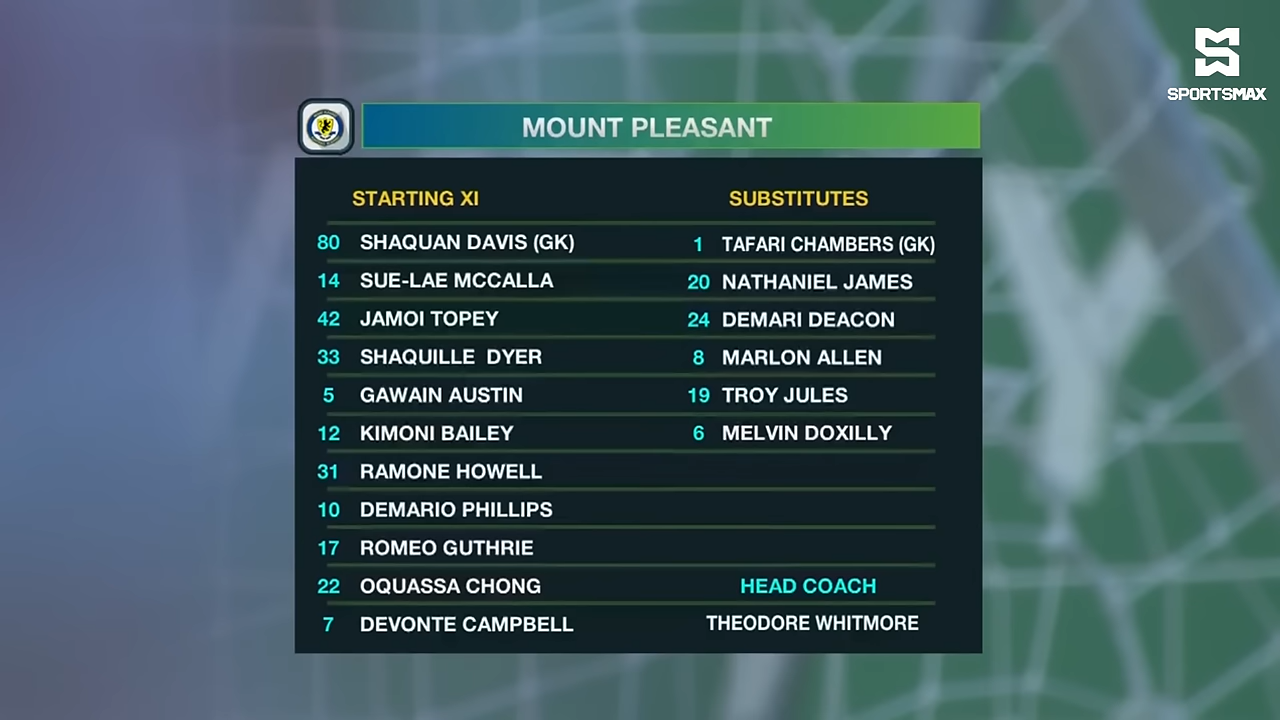 SPORTSMAX
MOUNT PLEASANT
STARTING XI
80 SHAQUAN DAVIS (GK)
14 SUE-LAE MCCALLA
42 JAMOI TOPEY
33 SHAQUILLE DYER
5 GAWAIN AUSTIN
12 KIMONI BAILEY
31 RAMONE HOWELL
10 DEMARIO PHILLIPS
17 ROMEO GUTHRIE
22 OQUASSA CHONG
7 DEVONTE CAMPBELL
SUBSTITUTES
1 TAFARI CHAMBERS (GK)
20 NATHANIEL JAMES
24 DEMARI DEACON
8 MARLON ALLEN
19 TROY JULES
6 MELVIN DOXILLY
HEAD COACH
THEODORE WHITMORE